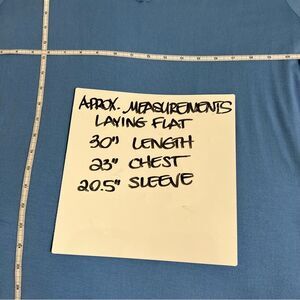 APPROX. MEASUREMENTS
LAYING FLAT
30" LENGTH
23" CHEST
20.5" SLEEVE